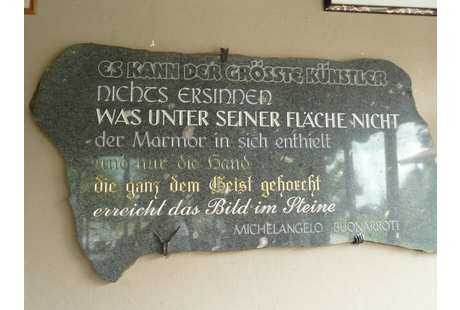 ES KANN DER GRÖSSTE KÜNSTLER
nichts ersinnen
WAS UNTER SEINER FLÄCHE NICHT
der Marmor in sich enthielt
und nur die Hand
die ganz dem Geist gehorcht
erreicht das Bild im Steine
MICHELANGELO BUONARROTI